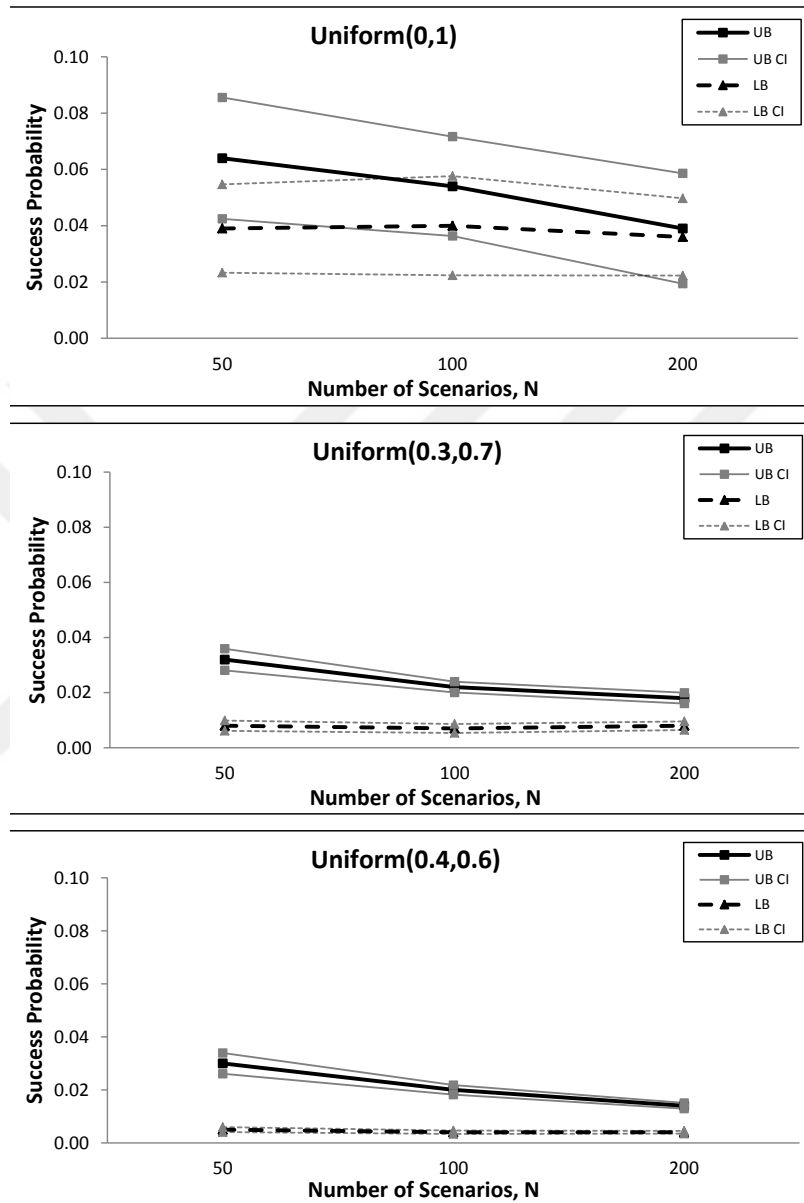 Uniform(0,1)
UB
UB CI
LB
LB CI
Success Probability
0.10
0.08
0.06
0.04
0.02
0.00
50 100 200
Number of Scenarios, N
Uniform(0.3,0.7)
UB
UB CI
LB
LB CI
Success Probability
0.10
0.08
0.06
0.04
0.02
0.00
50 100 200
Number of Scenarios, N
Uniform(0.4,0.6)
UB
UB CI
LB
LB CI
Success Probability
0.10
0.08
0.06
0.04
0.02
0.00
50 100 200
Number of Scenarios, N